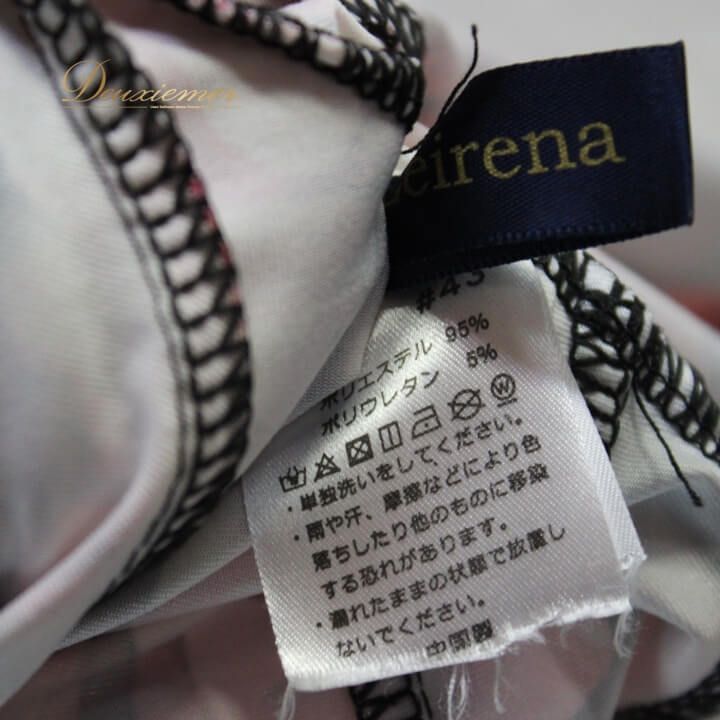 Deuxiemer
Leirena
#43
ポリエステル 95%
ポリウレタン 5%
・単独洗いをしてください。
・雨や汗、摩擦などにより色
落ちしたり他のものに移染
する恐れがあります。
・濡れたままの状態で放置し
ないでください。
中国製